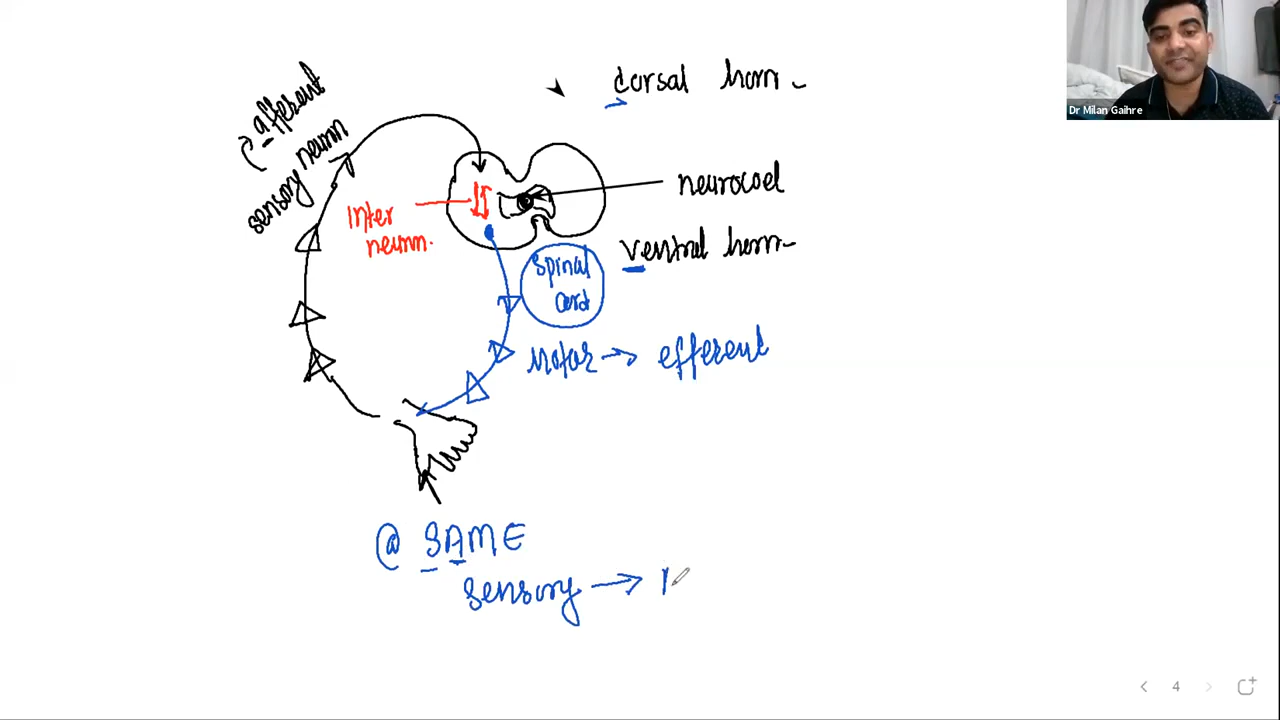 dorsal horn
Dr Milan Gaihre
afferent
sensory neuron
neurocoel
Inter
neuron.
ventral horn
spinal
cord
Motor → efferent
@ SAME
sensory →
4